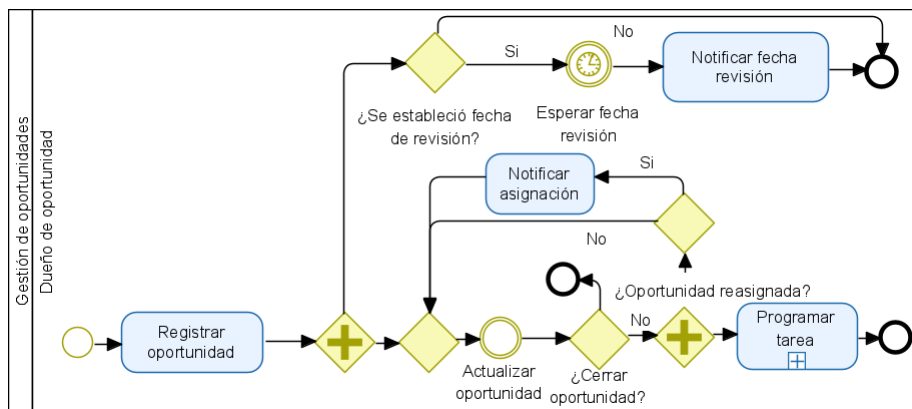 Gestión de oportunidades
Dueño de oportunidad
Si
No
Notificar fecha
revisión
¿Se estableció fecha
de revisión?
Esperar fecha
revisión
Notificar
asignación
Si
No
¿Oportunidad reasignada?
Registrar
oportunidad
Actualizar
oportunidad
¿Cerrar
oportunidad?
No
Programar
tarea